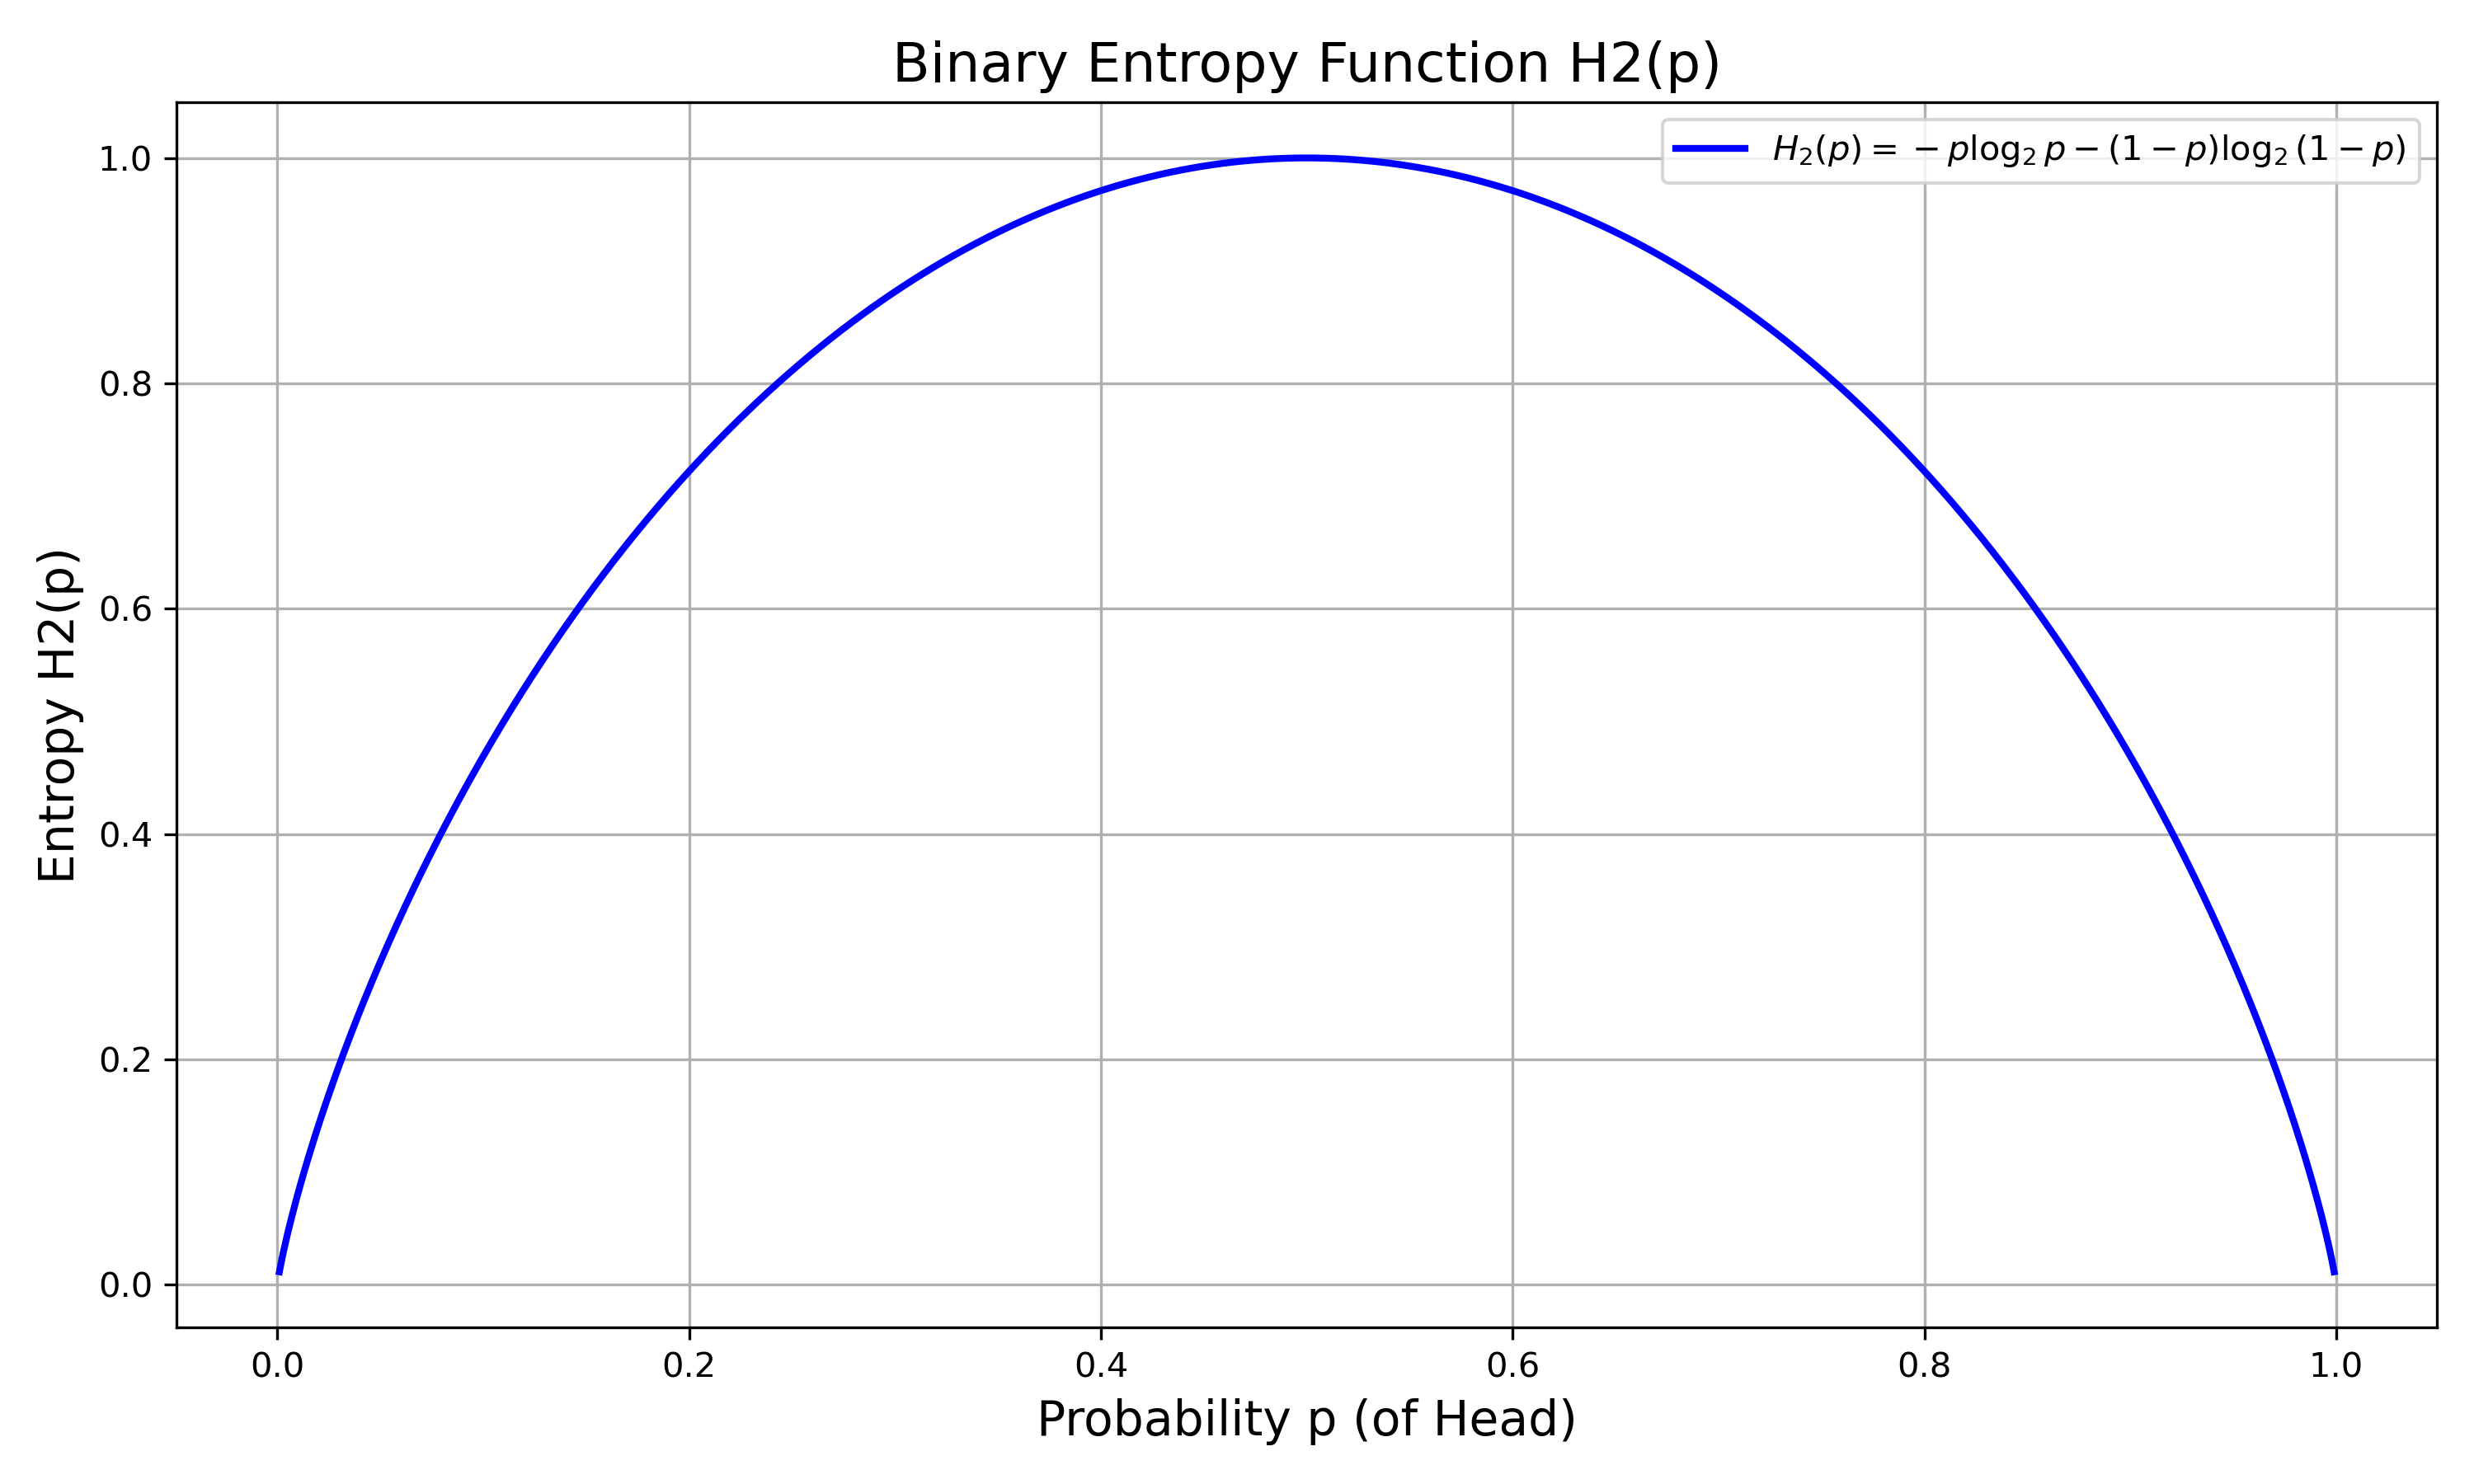 Binary Entropy Function H2(p)
H₂(p) = −p log₂ p − (1 − p) log₂ (1 − p)
1.0
0.8
0.6
0.4
0.2
0.0
Entropy H2(p)
0.0 0.2 0.4 0.6 0.8 1.0
Probability p (of Head)